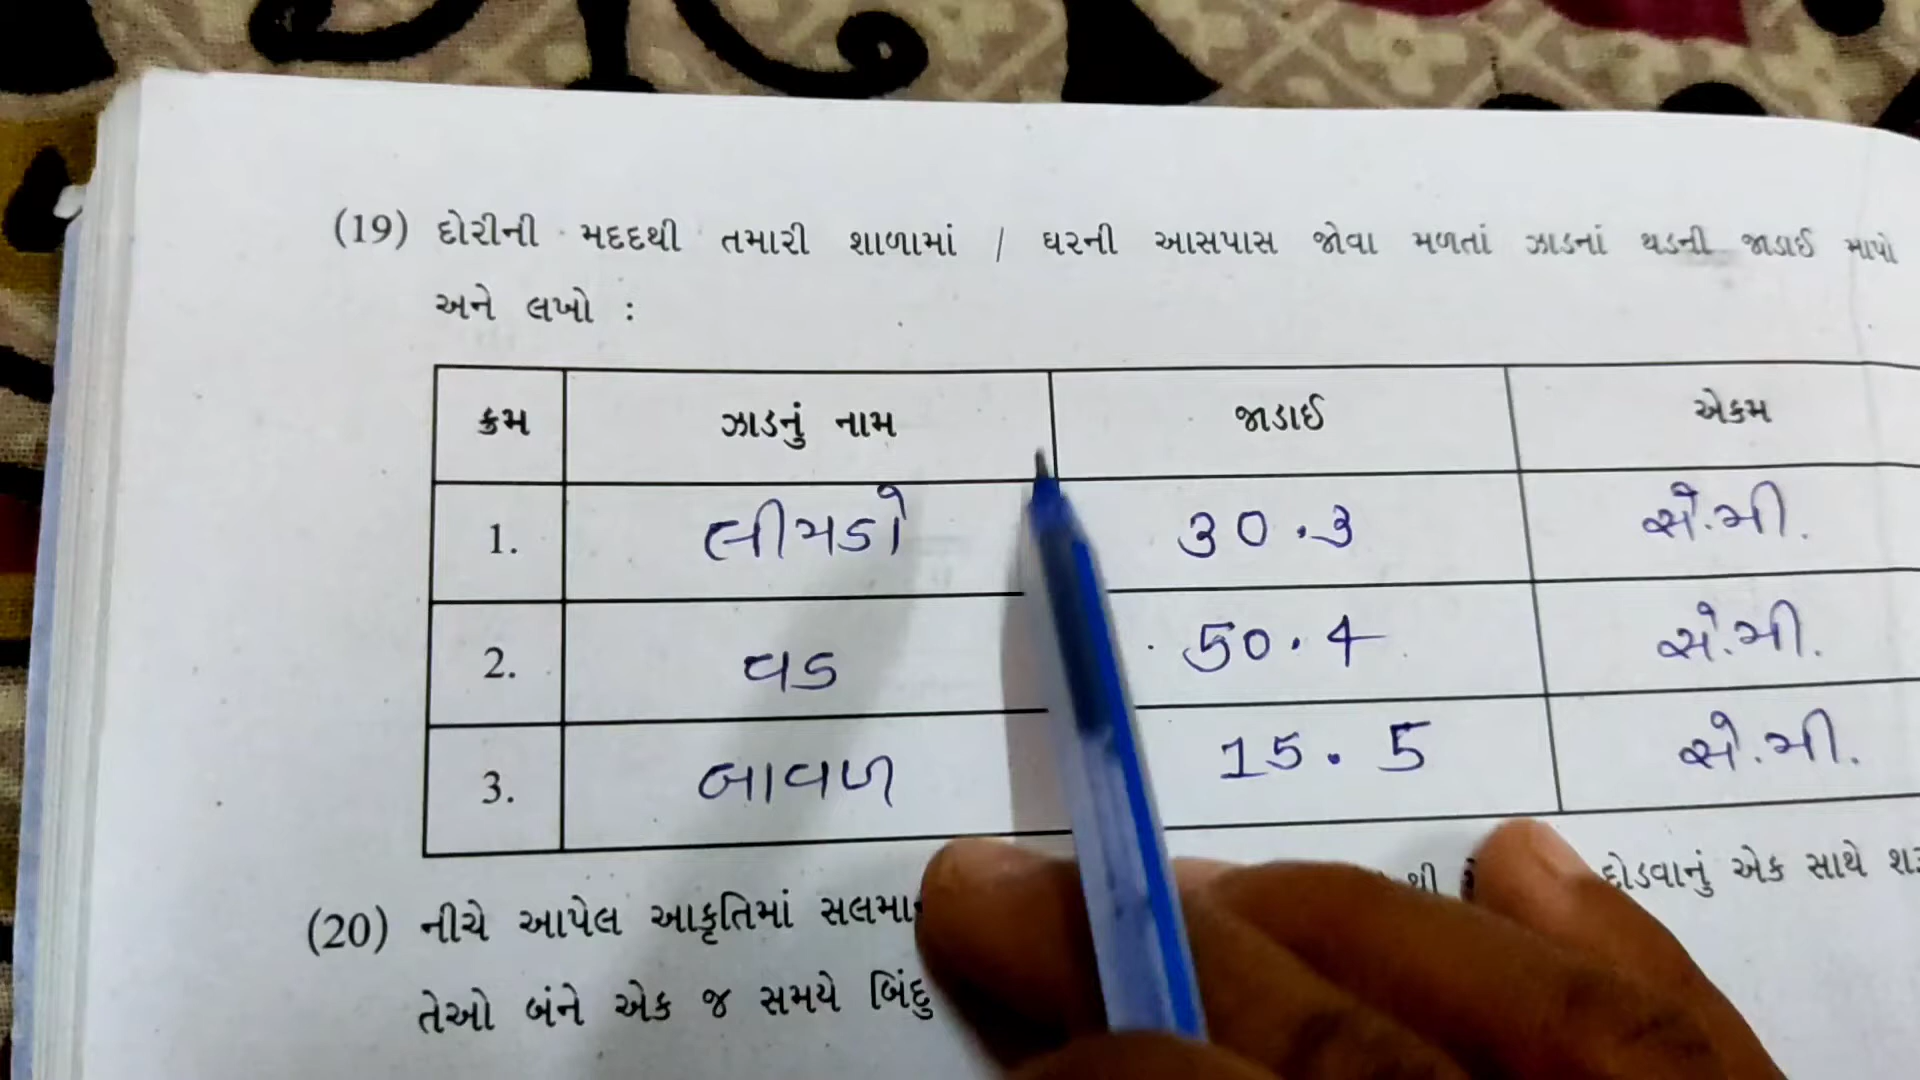 (19) દોરીની મદદથી તમારી શાળામાં / ઘરની આસપાસ જોવા મળતાં ઝાડનાં થડની જાડાઈ માપો
અને લખો :
ક્રમ ઝાડનું નામ જાડાઈ એકમ
1. લીમડો 30.3 સે.મી.
2. વડ 50.4 સે.મી.
3. બાવળ 15.5 સે.મી.
(20) નીચે આપેલ આકૃતિમાં થી દોડવાનું એક સાથે
તેઓ બંને એક જ સમયે બિંદુ